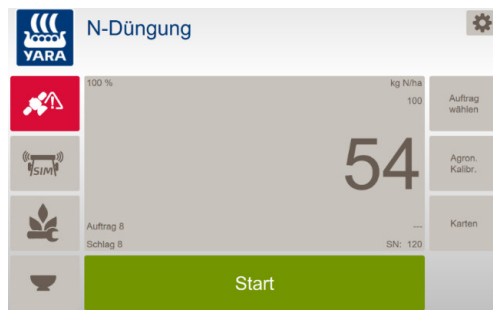 YARA
N-Düngung
100 %
kg N/ha
100
54
Auftrag 8
---
Schlag 8
SN: 120
Start
SIM
Auftrag
wählen
Agron.
Kalibr.
Karten